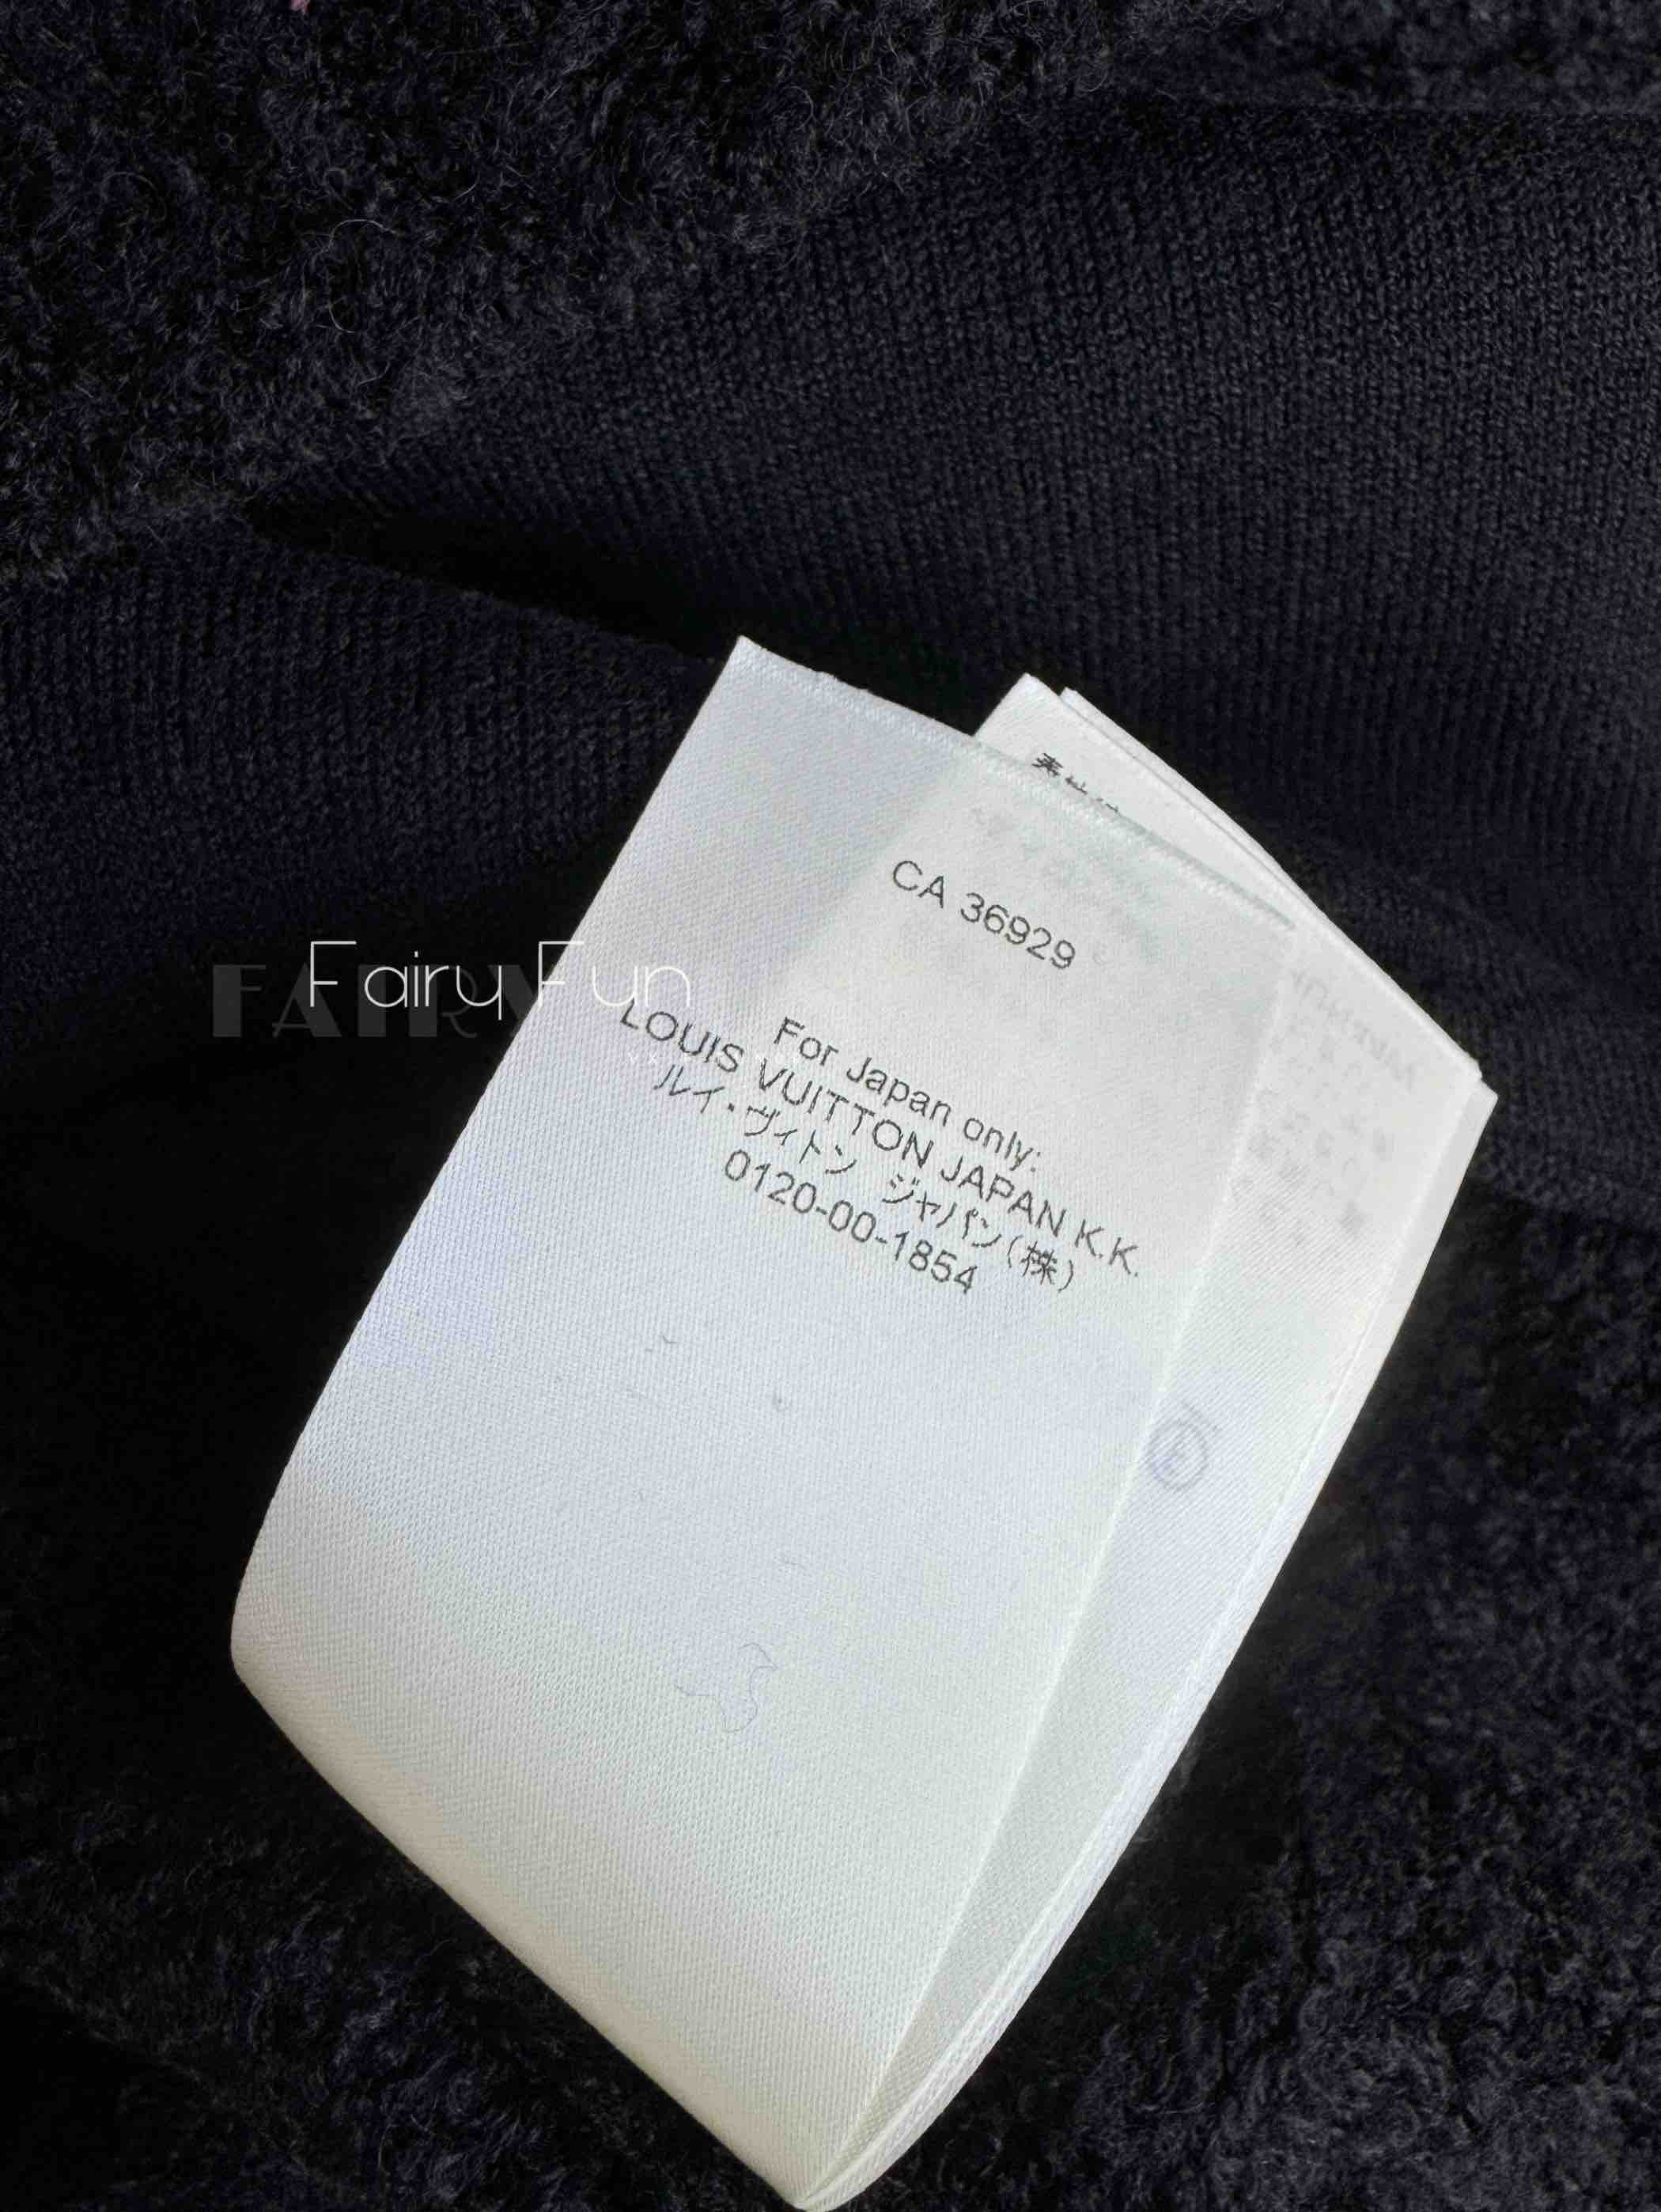 CA 36929
Fairy Fun
FAIRY
For Japan only:
LOUIS VUITTON JAPAN K.K.
ルイ・ヴィトン ジャパン(株)
0120-00-1854